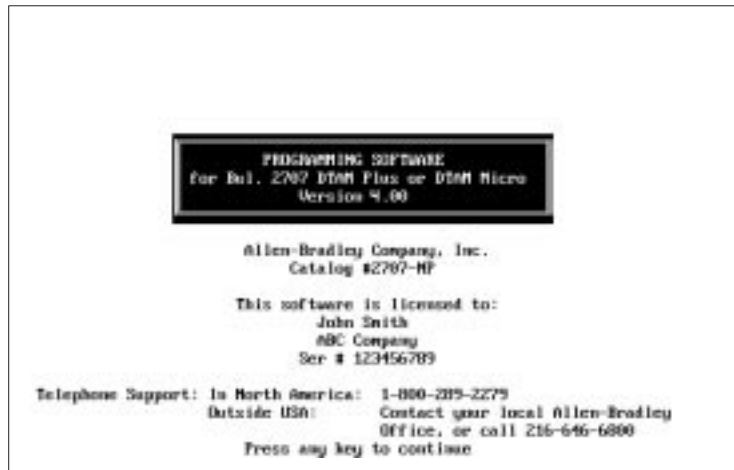 PROGRAMMING SOFTWARE
for Bul. 2707 DTAM Plus or DTAM Micro
Version 4.00
Allen-Bradley Company, Inc.
Catalog #2707-NP
This software is licensed to:
John Smith
ABC Company
Ser # 123456789
Telephone Support: In North America: 1-800-289-2279
Outside USA: Contact your local Allen-Bradley
Office, or call 216-646-6800
Press any key to continue